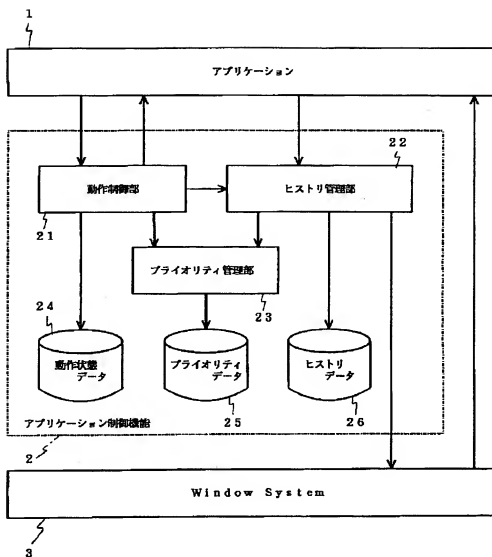 1
アプリケーション
22
動作制御部
ヒストリ管理部
21
プライオリティ管理部
23
24
動作状態
データ
プライオリティ
データ
ヒストリ
データ
アプリケーション制御機能
25
26
2
Window System
3